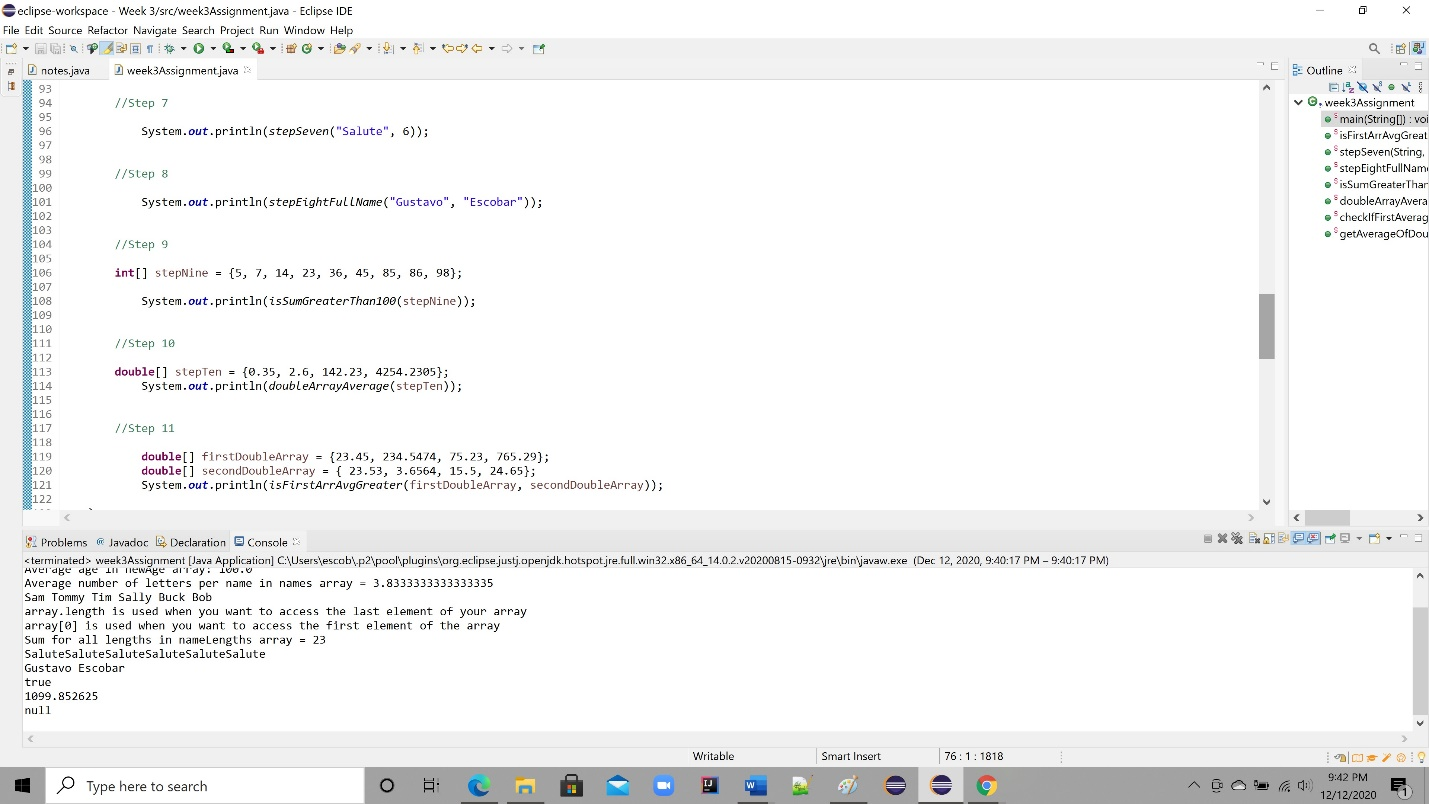 eclipse-workspace - Week 3/src/week3Assignment.java - Eclipse IDE
File Edit Source Refactor Navigate Search Project Run Window Help
notes.java
week3Assignment.java
93
94 //Step 7
95
96 System.out.println(stepSeven("Salute", 6));
97
98
99 //Step 8
100
101 System.out.println(stepEightFullName("Gustavo", "Escobar"));
102
103
104 //Step 9
105
106 int[] stepNine = {5, 7, 14, 23, 36, 45, 85, 86, 98};
107
108 System.out.println(isSumGreaterThan100(stepNine));
109
110
111 //Step 10
112
113 double[] stepTen = {0.35, 2.6, 142.23, 4254.2305};
114 System.out.println(doubleArrayAverage(stepTen));
115
116
117 //Step 11
118
119 double[] firstDoubleArray = {23.45, 234.5474, 75.23, 765.29};
120 double[] secondDoubleArray = { 23.53, 3.6564, 15.5, 24.65};
121 System.out.println(isFirstArrAvgGreater(firstDoubleArray, secondDoubleArray));
122
Outline
week3Assignment
main(String[]) : voi
isFirstArrAvgGreat
stepSeven(String,
stepEightFullName
isSumGreaterThan
doubleArrayAvera
checkIfFirstAverag
getAverageOfDou
Problems @ Javadoc Declaration Console
<terminated> week3Assignment [Java Application] C:\Users\escob\.p2\pool\plugins\org.eclipse.justj.openjdk.hotspot.jre.full.win32.x86_64_14.0.2.v20200815-0932\jre\bin\javaw.exe (Dec 12, 2020, 9:40:17 PM – 9:40:17 PM)
Average age in newAge array: 100.0
Average number of letters per name in names array = 3.8333333333333335
Sam Tommy Tim Sally Buck Bob
array.length is used when you want to access the last element of your array
array[0] is used when you want to access the first element of the array
Sum for all lengths in nameLengths array = 23
SaluteSaluteSaluteSaluteSaluteSalute
Gustavo Escobar
true
1099.852625
null
Writable
Smart Insert
76 : 1 : 1818
Type here to search
9:42 PM
12/12/2020
1